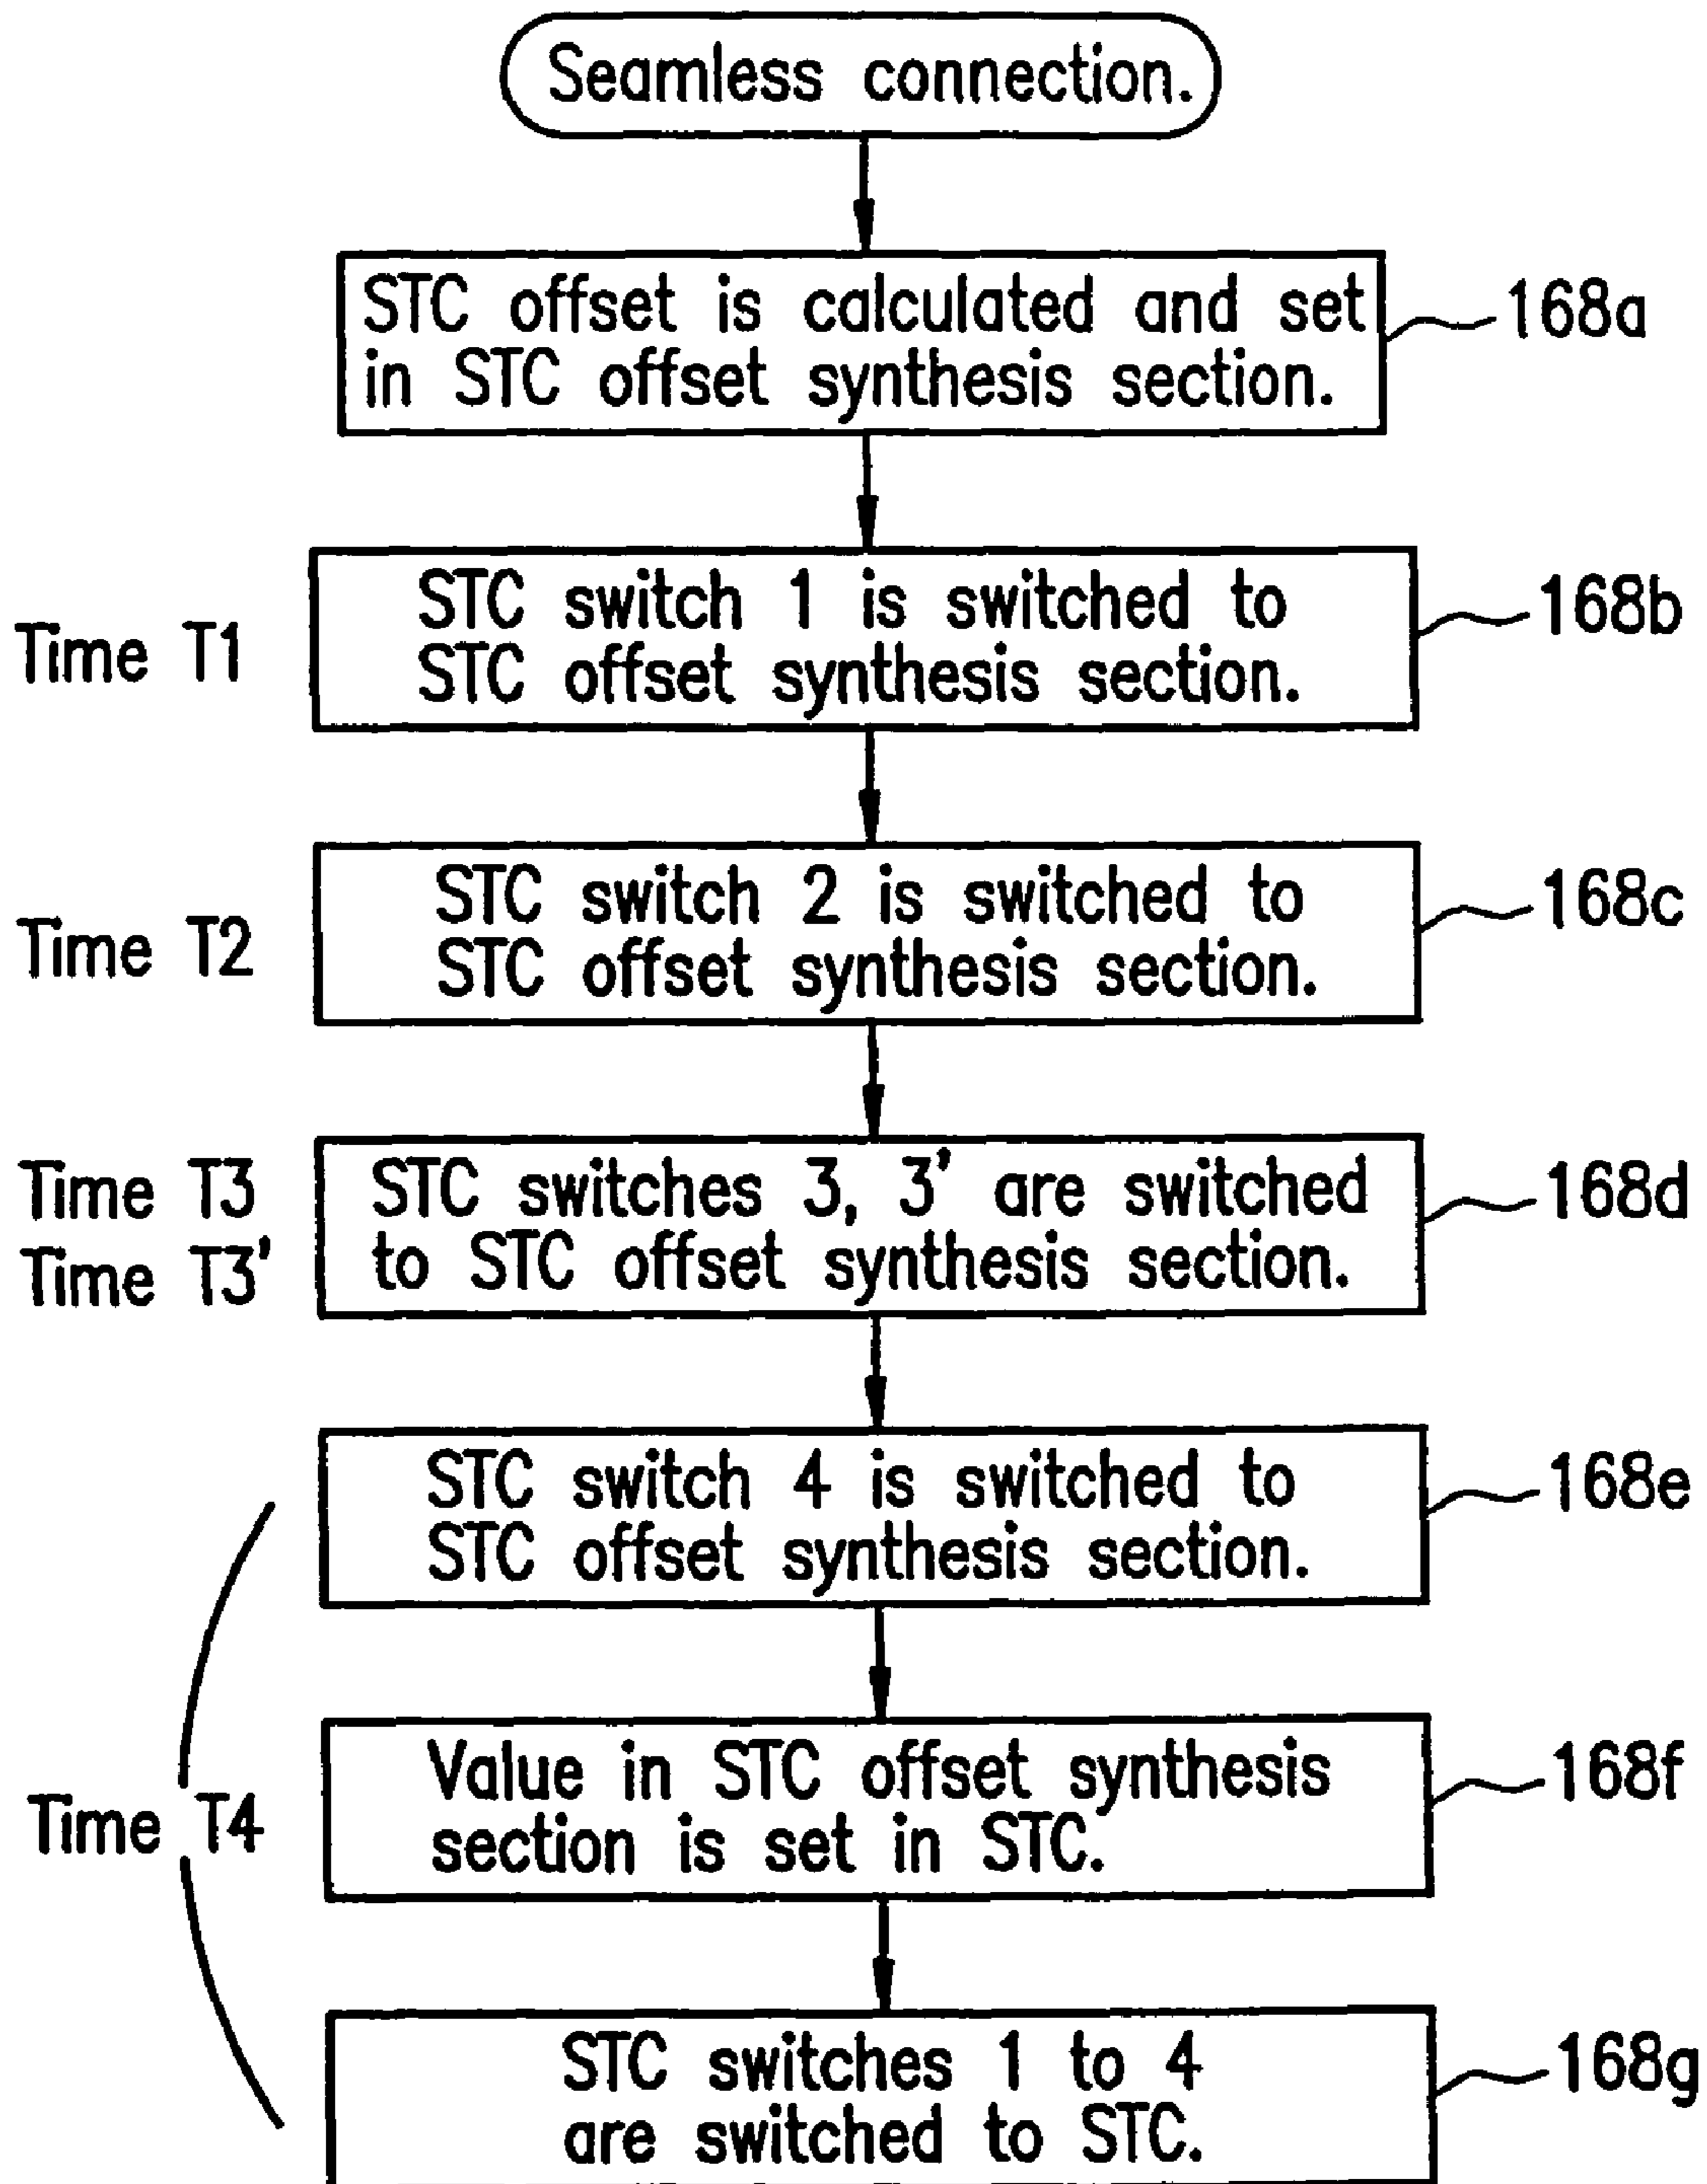 Seamless connection.
STC offset is calculated and set
in STC offset synthesis section.
168a
Time T1
STC switch 1 is switched to
STC offset synthesis section.
168b
Time T2
STC switch 2 is switched to
STC offset synthesis section.
168c
Time T3
Time T3'
STC switches 3, 3' are switched
to STC offset synthesis section.
168d
STC switch 4 is switched to
STC offset synthesis section.
168e
Time T4
Value in STC offset synthesis
section is set in STC.
168f
STC switches 1 to 4
are switched to STC.
168g